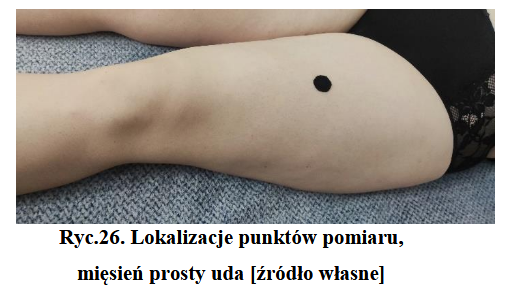 Ryc.26. Lokalizacje punktów pomiaru,
mięsień prosty uda [źródło własne]